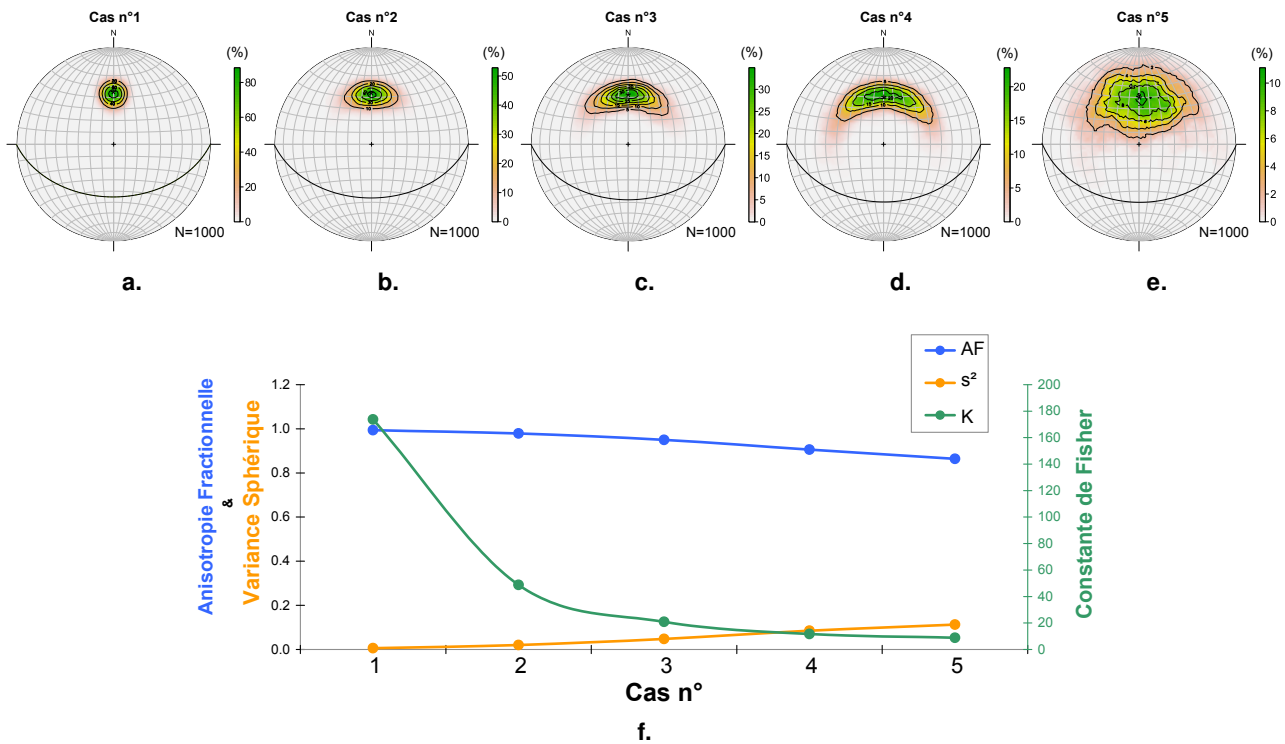 Cas n°1
N
(%)
80
60
40
20
0
N=1000
a.
Cas n°2
N
(%)
50
40
30
20
10
0
N=1000
b.
Cas n°3
N
(%)
30
25
20
15
10
5
0
N=1000
c.
Cas n°4
N
(%)
20
15
10
5
0
N=1000
d.
Cas n°5
N
(%)
10
8
6
4
2
0
N=1000
e.
AF
s²
K
Anisotropie Fractionnelle
&
Variance Sphérique
1.2
1.0
0.8
0.6
0.4
0.2
0.0
200
180
160
140
120
100
80
60
40
20
0
Constante de Fisher
1 2 3 4 5
Cas n°
f.